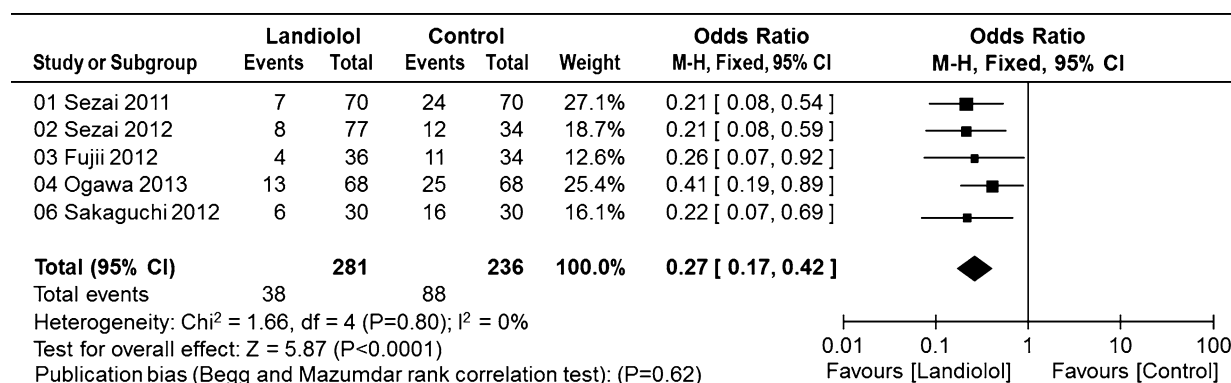 Landiolol Control Odds Ratio Odds Ratio
Study or Subgroup Events Total Events Total Weight M-H, Fixed, 95% CI M-H, Fixed, 95% CI
01 Sezai 2011 7 70 24 70 27.1% 0.21 [ 0.08, 0.54]
02 Sezai 2012 8 77 12 34 18.7% 0.21 [ 0.08, 0.59]
03 Fujii 2012 4 36 11 34 12.6% 0.26 [ 0.07, 0.92]
04 Ogawa 2013 13 68 25 68 25.4% 0.41 [ 0.19, 0.89]
06 Sakaguchi 2012 6 30 16 30 16.1% 0.22 [ 0.07, 0.69]
Total (95% CI) 281 236 100.0% 0.27 [ 0.17, 0.42 ]
Total events 38 88
Heterogeneity: Chi² = 1.66, df = 4 (P=0.80); I² = 0%
Test for overall effect: Z = 5.87 (P<0.0001)
Publication bias (Begg and Mazumdar rank correlation test): (P=0.62)
0.01 0.1 1 10 100
Favours [Landiolol] Favours [Control]